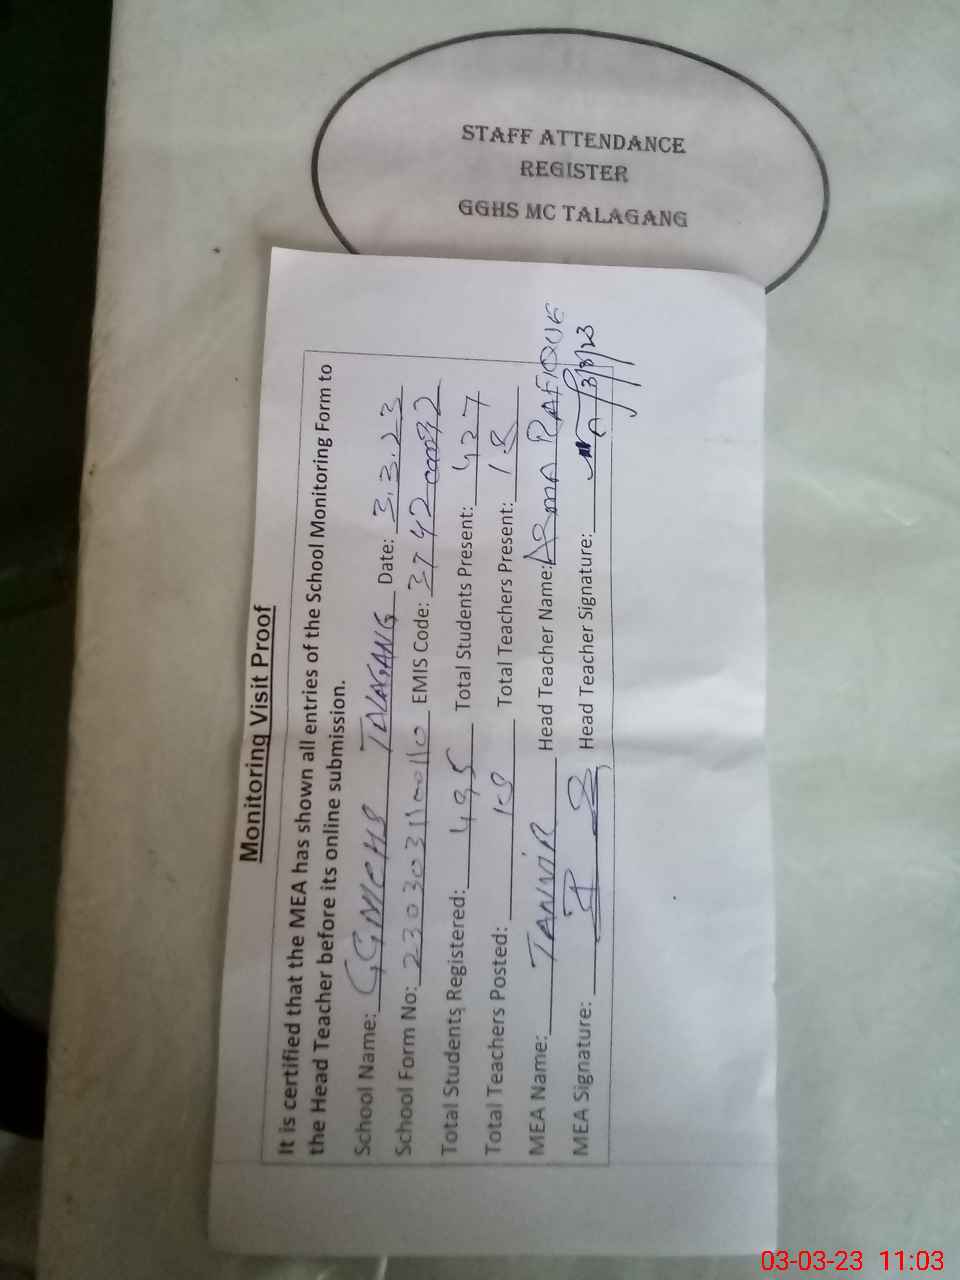 STAFF ATTENDANCE
REGISTER
GGHS MC TALAGANG
Monitoring Visit Proof
It is certified that the MEA has shown all entries of the School Monitoring Form to
the Head Teacher before its online submission.
School Name: TALAGANG Date: 3.3.23
School Form No: EMIS Code:
Total Students Registered: 495 Total Students Present: 427
Total Teachers Posted: 18 Total Teachers Present: 18
MEA Name: TANVIR Head Teacher Name: ASMA RAFIQUE
MEA Signature: Head Teacher Signature: 3/3/23
03-03-23 11:03